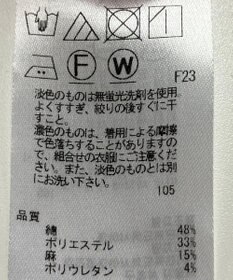 F
W
F23
淡色のものは無蛍光洗剤を使用
よくすすぎ、絞りの後すぐに干
すこと。
濃色のものは、着用による摩擦
で色落ちすることがありますの
で、組合せの衣服にご注意くださ
い。また、淡色のものとは別
にお洗い下さい。
105
品質
綿 48%
ポリエステル 33%
麻 15%
ポリウレタン 4%